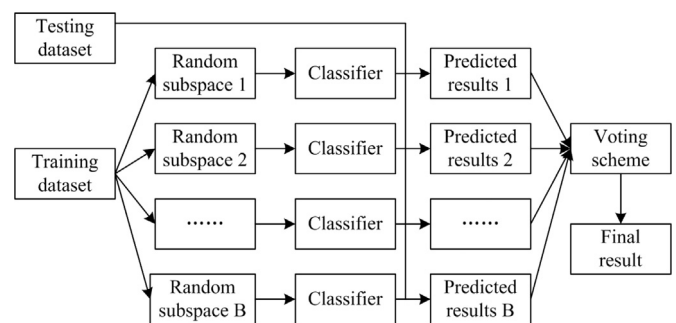 Testing
dataset
Random
subspace 1
Classifier
Predicted
results 1
Training
dataset
Random
subspace 2
Classifier
Predicted
results 2
Voting
scheme
......
Classifier
......
Final
result
Random
subspace B
Classifier
Predicted
results B